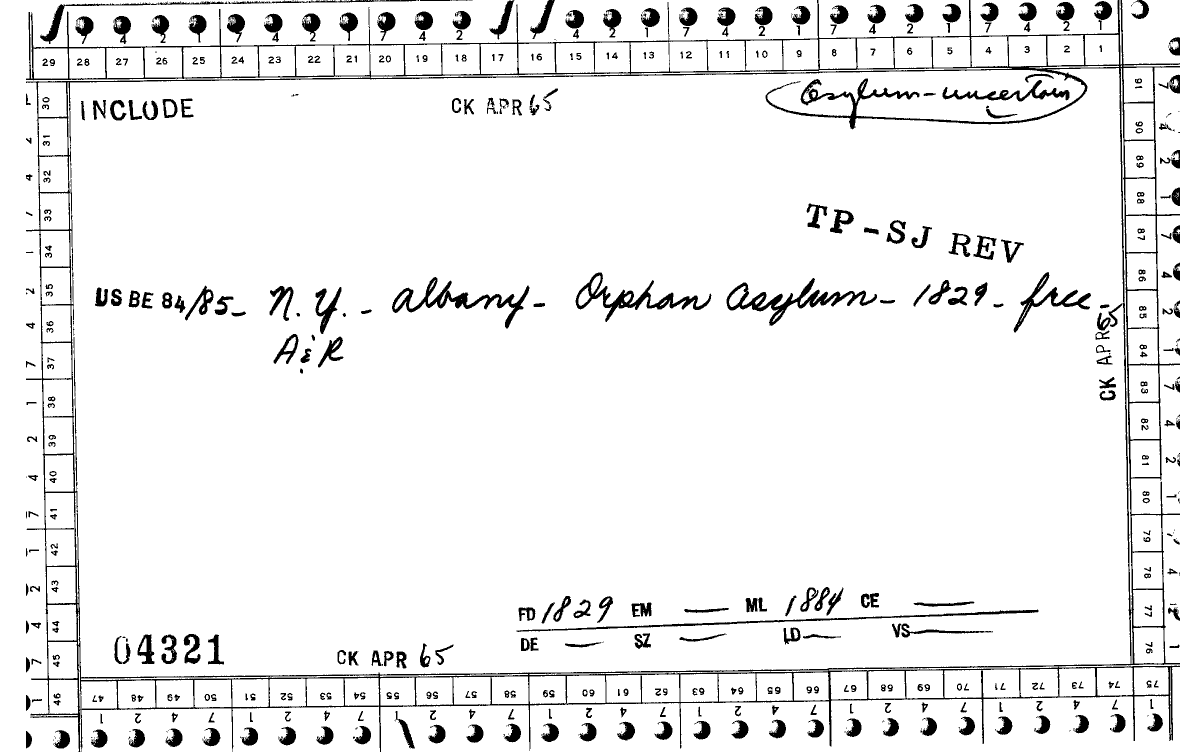 7 4 2 1 7 4 2 1 7 4 2 4 2 1 7 4 2 1 7 4 2 1 7 4 2 1
29 28 27 26 25 24 23 22 21 20 19 18 17 16 15 14 13 12 11 10 9 8 7 6 5 4 3 2 1
INCLUDE CK APR 65 Asylum-uncertain
TP-SJ REV
US BE 84/85- N.Y. - Albany- Orphan Asylum- 1829- free-
A & R
CK APR 65
FD 1829 EM — ML 1884 CE —
DE — SZ — LD — VS —
04321 CK APR 65
30
31
32
33
34
35
36
37
38
39
40
41
42
43
44
45
46
91
90
89
88
87
86
85
84
83
82
81
80
79
78
77
76
47 48 49 50 51 52 53 54 55 56 57 58 59 60 61 62 63 64 65 66 67 68 69 70 71 72 73 74 75
1 2 4 7 1 2 4 7 1 2 4 7 1 2 4 7 1 2 4 7 1 2 4 7 1 2 4 7 1